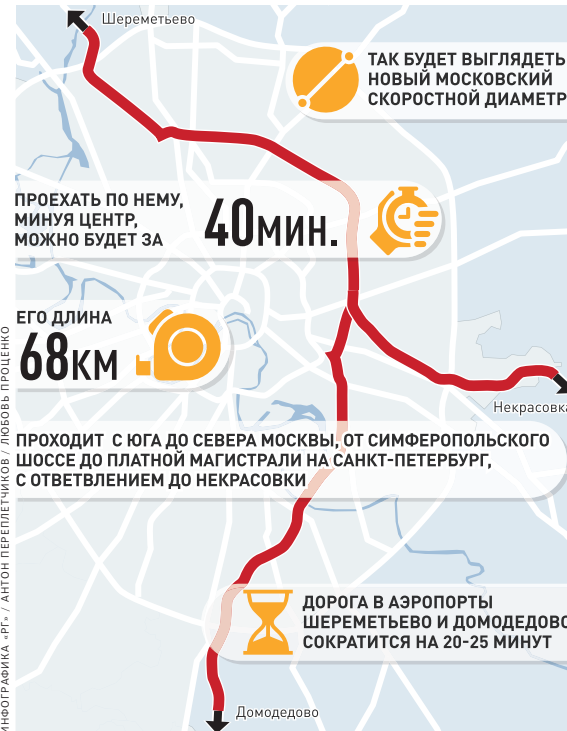 Шереметьево
ТАК БУДЕТ ВЫГЛЯДЕТЬ
НОВЫЙ МОСКОВСКИЙ
СКОРОСТНОЙ ДИАМЕТР
ПРОЕХАТЬ ПО НЕМУ,
МИНУЯ ЦЕНТР,
МОЖНО БУДЕТ ЗА
40МИН.
ЕГО ДЛИНА
68КМ
Некрасовка
ПРОХОДИТ С ЮГА ДО СЕВЕРА МОСКВЫ, ОТ СИМФЕРОПОЛЬСКОГО
ШОССЕ ДО ПЛАТНОЙ МАГИСТРАЛИ НА САНКТ-ПЕТЕРБУРГ,
С ОТВЕТВЛЕНИЕМ ДО НЕКРАСОВКИ
ДОРОГА В АЭРОПОРТЫ
ШЕРЕМЕТЬЕВО И ДОМОДЕДОВО
СОКРАТИТСЯ НА 20-25 МИНУТ
Домодедово
ИНФОГРАФИКА «РГ» / АНТОН ПЕРЕПЛЕТЧИКОВ / ЛЮБОВЬ ПРОЦЕНКО